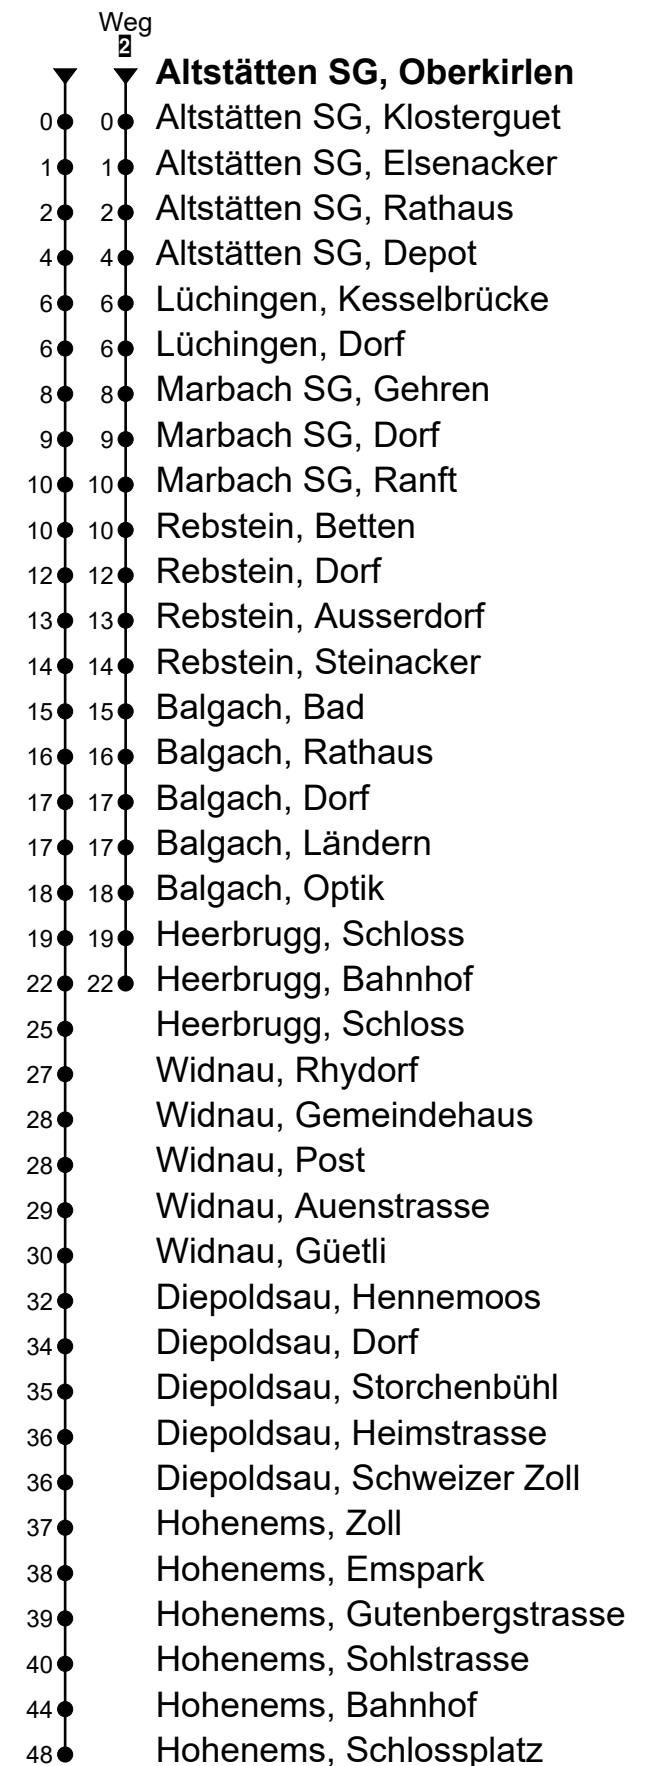 Weg
2
Altstätten SG, Oberkirlen
0 0 Altstätten SG, Klosterguet
1 1 Altstätten SG, Elsenacker
2 2 Altstätten SG, Rathaus
4 4 Altstätten SG, Depot
6 6 Lüchingen, Kesselbrücke
6 6 Lüchingen, Dorf
8 8 Marbach SG, Gehren
9 9 Marbach SG, Dorf
10 10 Marbach SG, Ranft
10 10 Rebstein, Betten
12 12 Rebstein, Dorf
13 13 Rebstein, Ausserdorf
14 14 Rebstein, Steinacker
15 15 Balgach, Bad
16 16 Balgach, Rathaus
17 17 Balgach, Dorf
17 17 Balgach, Ländern
18 18 Balgach, Optik
19 19 Heerbrugg, Schloss
22 22 Heerbrugg, Bahnhof
25 Heerbrugg, Schloss
27 Widnau, Rhydorf
28 Widnau, Gemeindehaus
28 Widnau, Post
29 Widnau, Auenstrasse
30 Widnau, Güetli
32 Diepoldsau, Hennemoos
34 Diepoldsau, Dorf
35 Diepoldsau, Storchenbühl
36 Diepoldsau, Heimstrasse
36 Diepoldsau, Schweizer Zoll
37 Hohenems, Zoll
38 Hohenems, Emspark
39 Hohenems, Gutenbergstrasse
40 Hohenems, Sohlstrasse
44 Hohenems, Bahnhof
48 Hohenems, Schlossplatz